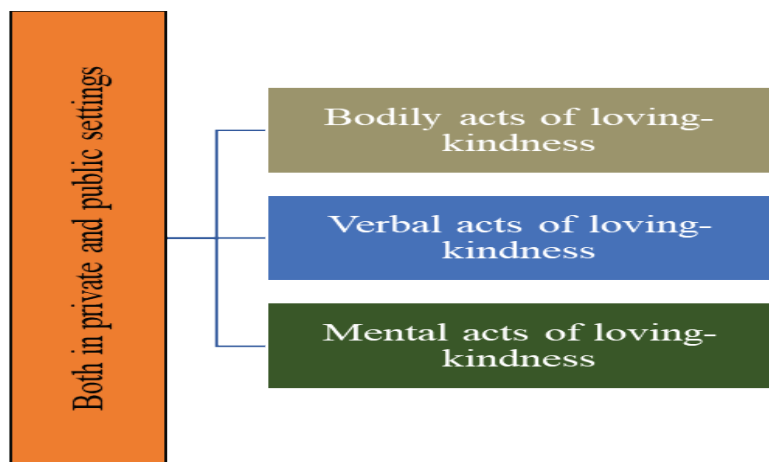 Both in private and public settings
Bodily acts of loving-
kindness
Verbal acts of loving-
kindness
Mental acts of loving-
kindness